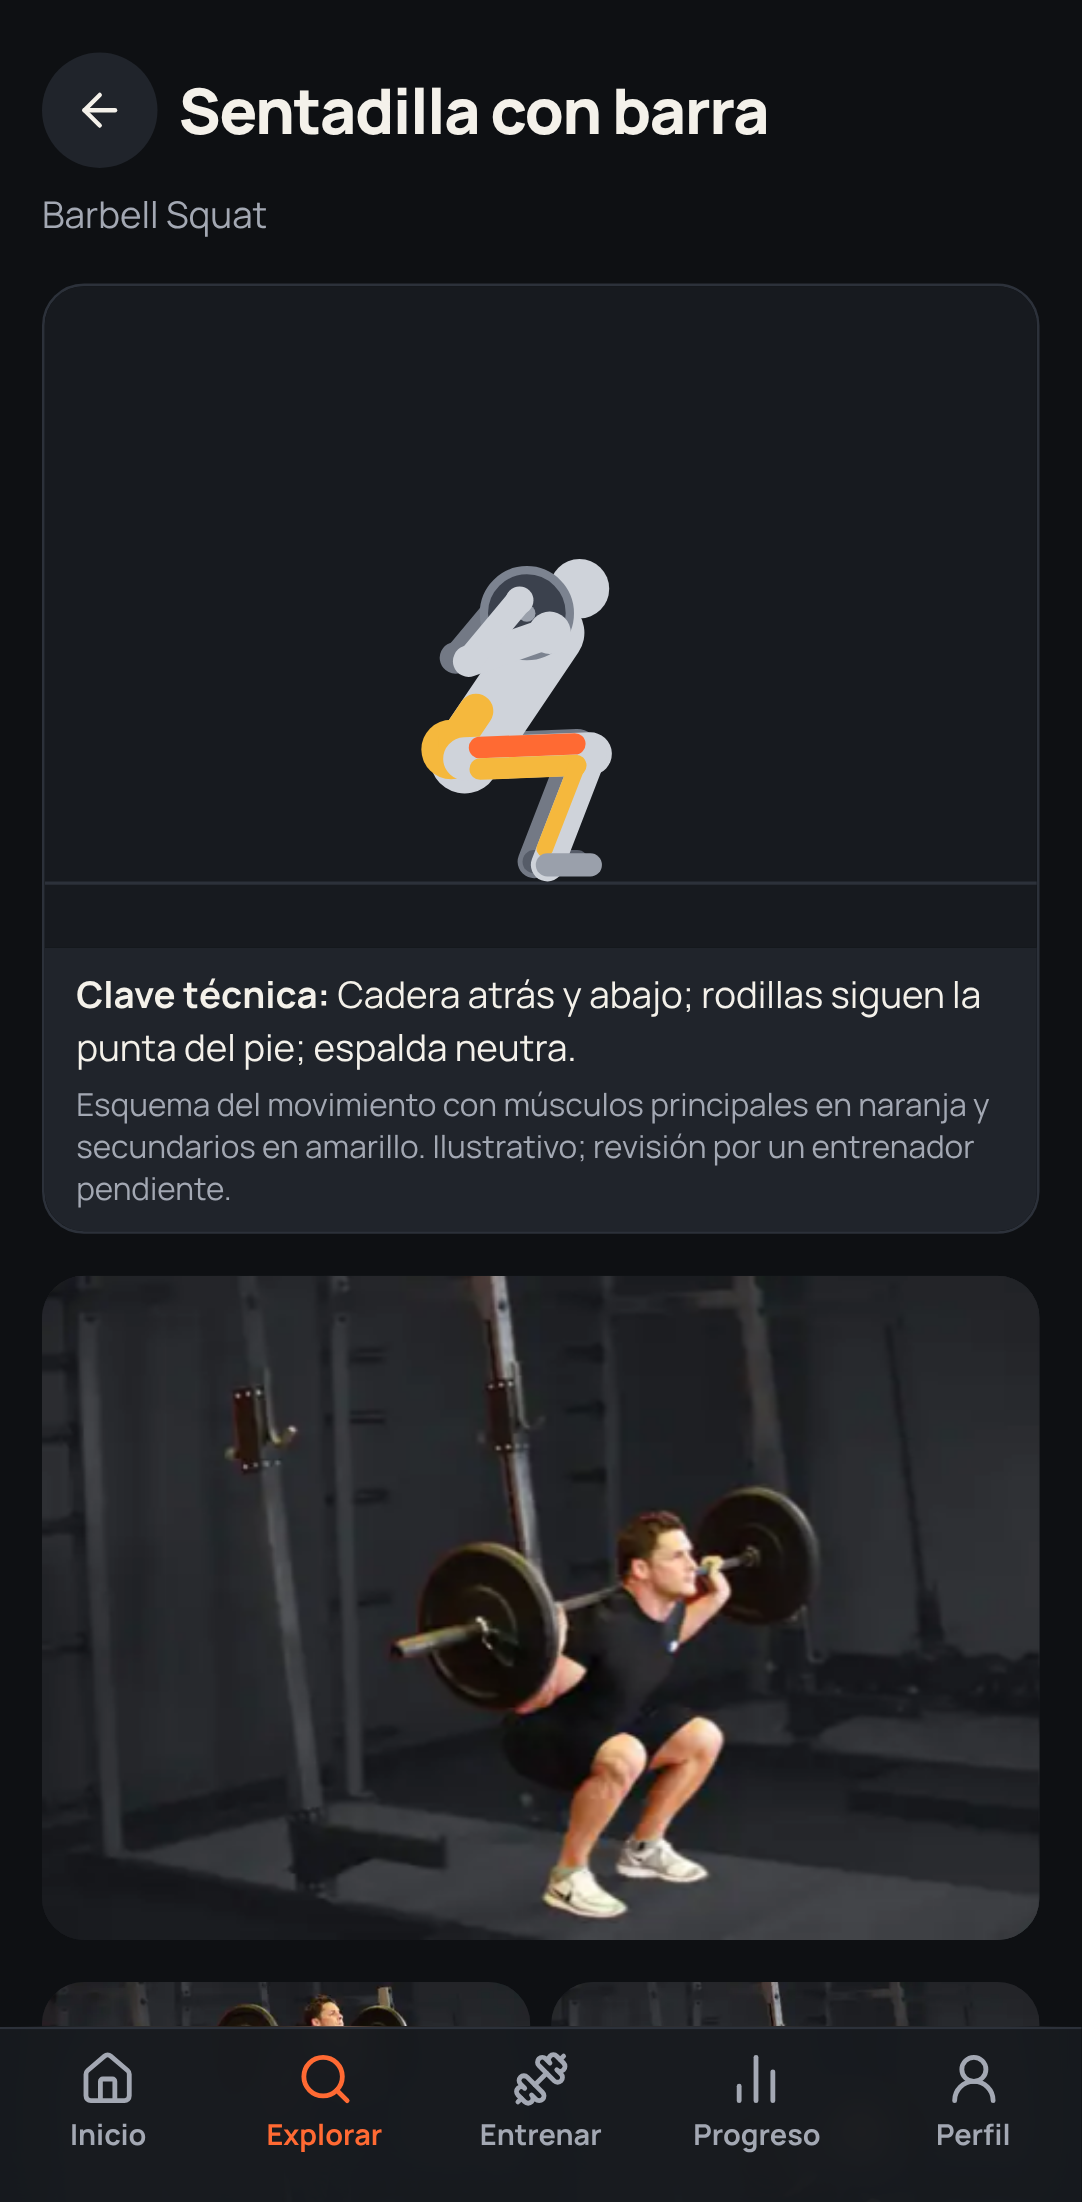 Sentadilla con barra
Barbell Squat
Clave técnica: Cadera atrás y abajo; rodillas siguen la
punta del pie; espalda neutra.
Esquema del movimiento con músculos principales en naranja y
secundarios en amarillo. Ilustrativo; revisión por un entrenador
pendiente.
Inicio
Explorar
Entrenar
Progreso
Perfil